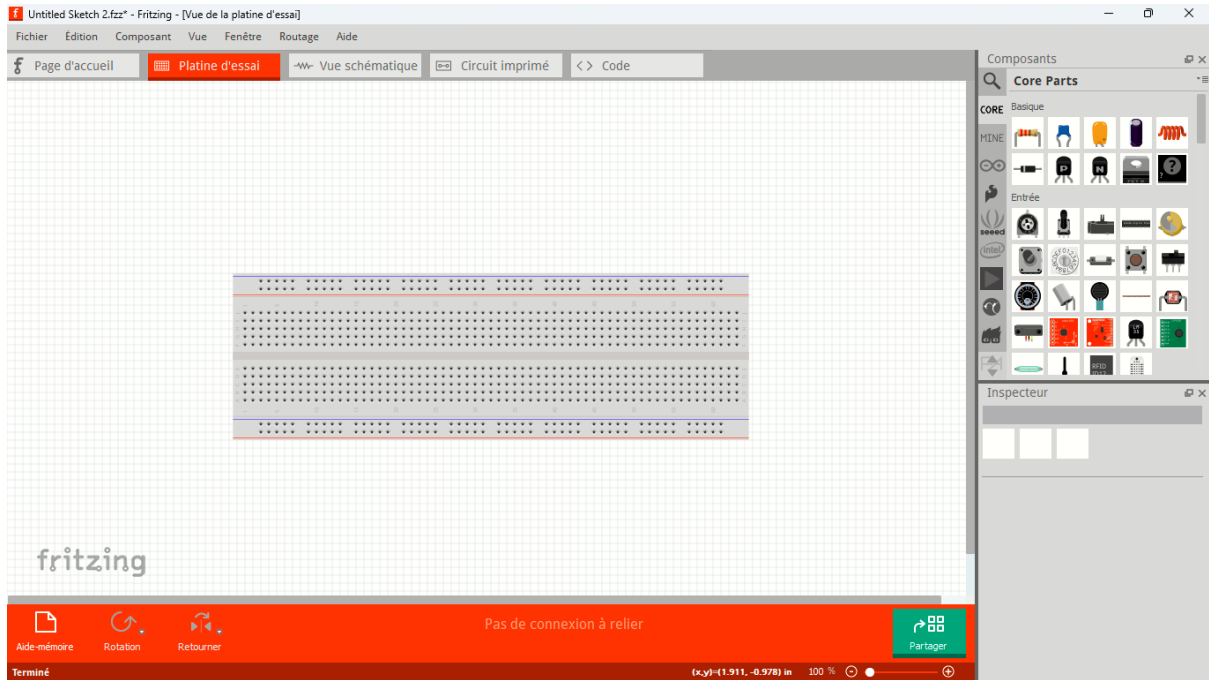 Untitled Sketch 2.fzz* - Fritzing - [Vue de la platine d'essai]
Fichier Édition Composant Vue Fenêtre Routage Aide
Page d'accueil Platine d'essai Vue schématique Circuit imprimé Code
Composants
Core Parts
CORE
Basique
MINE
P N
Entrée
seeed
intel
RFID
Inspecteur
fritzing
Pas de connexion à relier
Aide-mémoire Rotation Retourner Partager
Terminé (x,y)=(1.911, -0.978) in 100 %